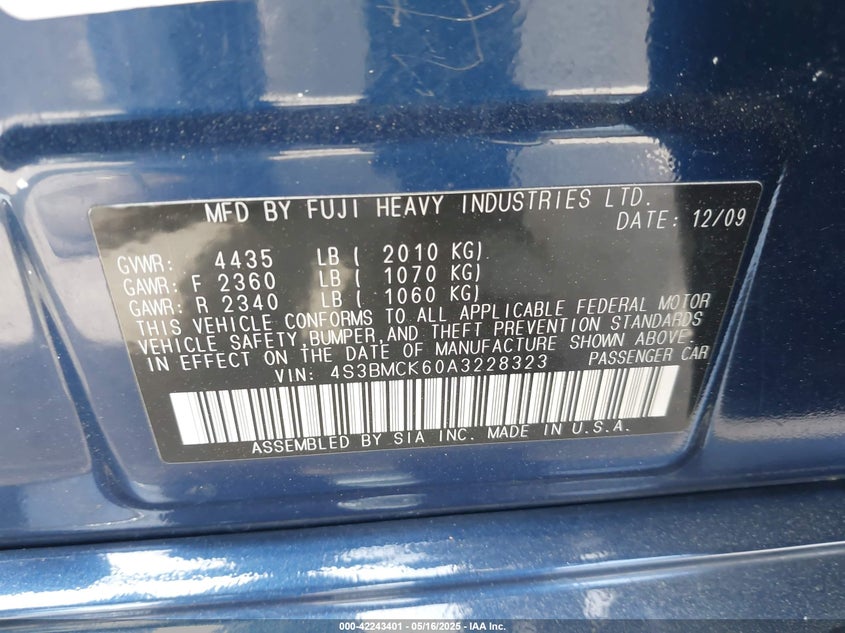 MFD BY FUJI HEAVY INDUSTRIES LTD.
DATE: 12/09
GVWR: 4435 LB ( 2010 KG)
GAWR: F 2360 LB ( 1070 KG)
GAWR: R 2340 LB ( 1060 KG)
THIS VEHICLE CONFORMS TO ALL APPLICABLE FEDERAL MOTOR
VEHICLE SAFETY BUMPER, AND THEFT PREVENTION STANDARDS
IN EFFECT ON THE DATE OF MANUFACTURE SHOWN ABOVE.
VIN: 4S3BMCK60A3228323 PASSENGER CAR
ASSEMBLED BY SIA INC. MADE IN U.S.A.
000-42243401 - 05/16/2025 - IAA Inc.